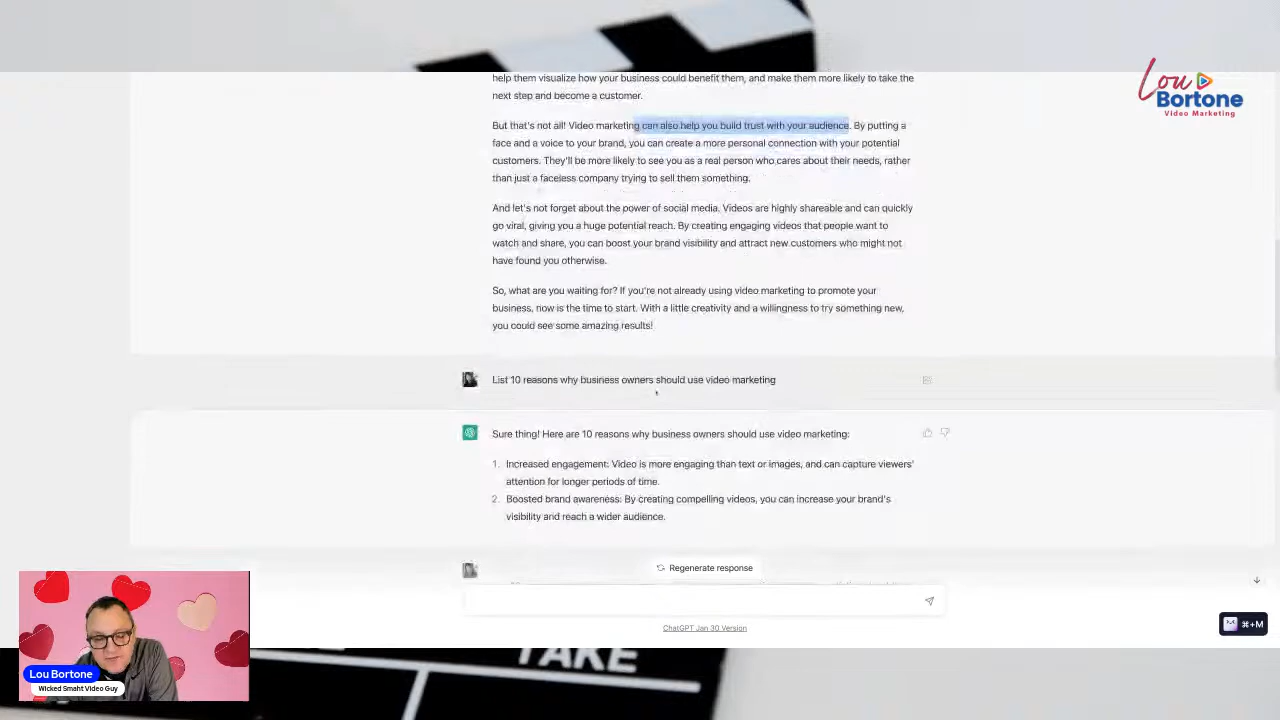 help them visualize how your business could benefit them, and make them more likely to take the
next step and become a customer.
But that's not all! Video marketing can also help you build trust with your audience. By putting a
face and a voice to your brand, you can create a more personal connection with your potential
customers. They'll be more likely to see you as a real person who cares about their needs, rather
than just a faceless company trying to sell them something.
And let's not forget about the power of social media. Videos are highly shareable and can quickly
go viral, giving you a huge potential reach. By creating engaging videos that people want to
watch and share, you can boost your brand visibility and attract new customers who might not
have found you otherwise.
So, what are you waiting for? If you're not already using video marketing to promote your
business, now is the time to start. With a little creativity and a willingness to try something new,
you could see some amazing results!
List 10 reasons why business owners should use video marketing
Sure thing! Here are 10 reasons why business owners should use video marketing:
1. Increased engagement: Video is more engaging than text or images, and can capture viewers'
attention for longer periods of time.
2. Boosted brand awareness: By creating compelling videos, you can increase your brand's
visibility and reach a wider audience.
Regenerate response
ChatGPT Jan 30 Version
⌘+M
Lou
Bortone
Video Marketing
Lou Bortone
Wicked Smaht Video Guy
TAKE